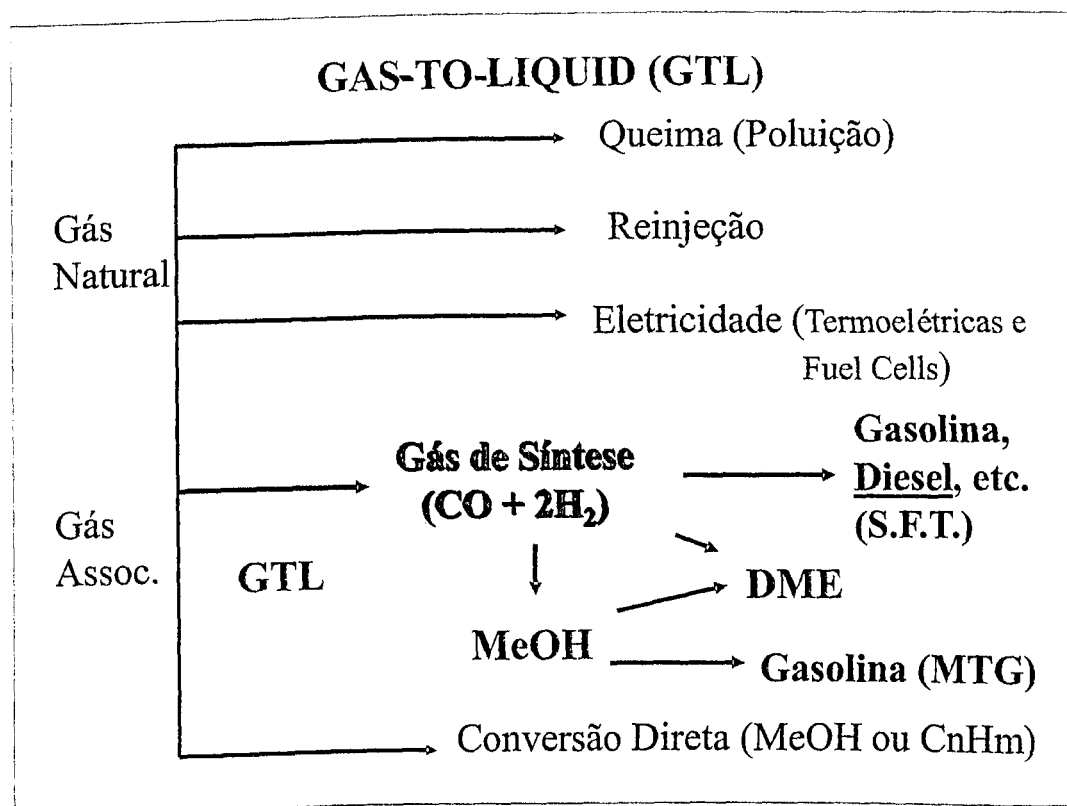 GAS-TO-LIQUID (GTL)
Queima (Poluição)
Gás
Natural
Reinjeção
Eletricidade (Termoelétricas e
Fuel Cells)
Gás de Síntese
(CO + 2H₂)
Gasolina,
Diesel, etc.
(S.F.T.)
Gás
Assoc.
GTL
DME
MeOH
Gasolina (MTG)
Conversão Direta (MeOH ou CnHm)